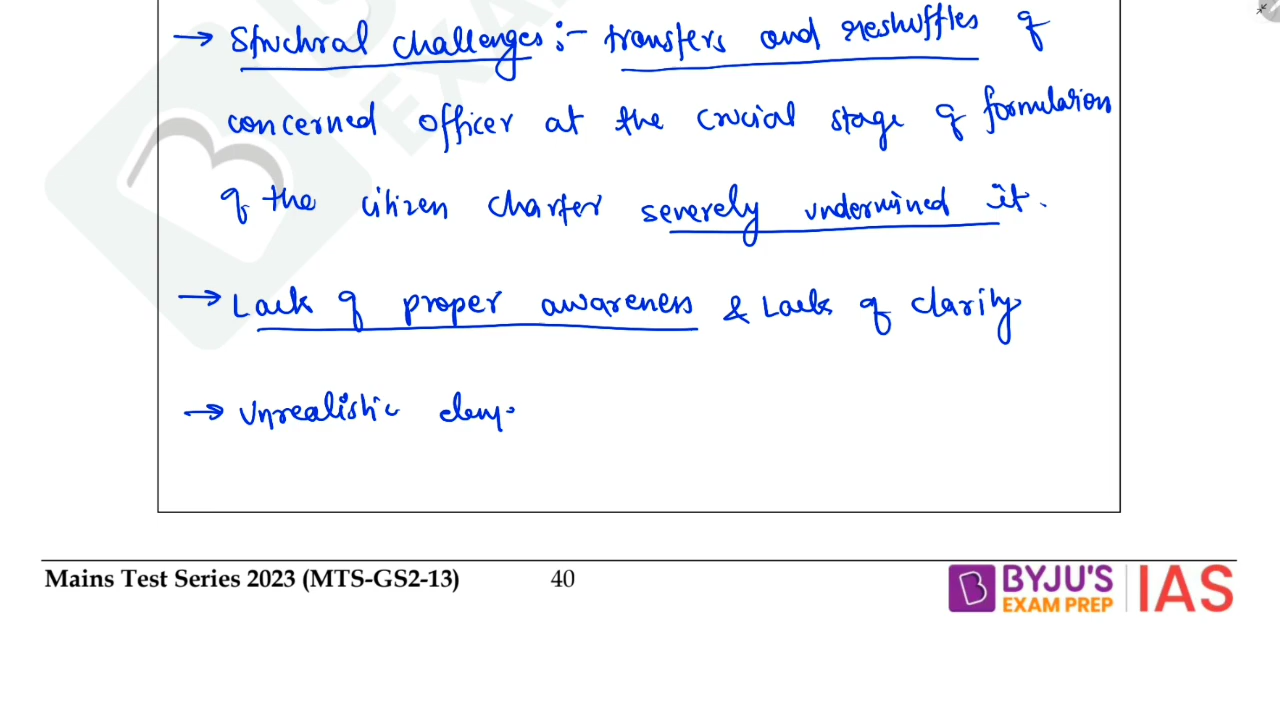 → Structural challenges :- transfers and reshuffles of
concerned officer at the crucial stage of formulation
of the citizen charter severely undermined it.
→ Lack of proper awareness & Lack of clarity
→ Unrealistic
Mains Test Series 2023 (MTS-GS2-13) 40
BYJU'S
EXAM PREP
IAS